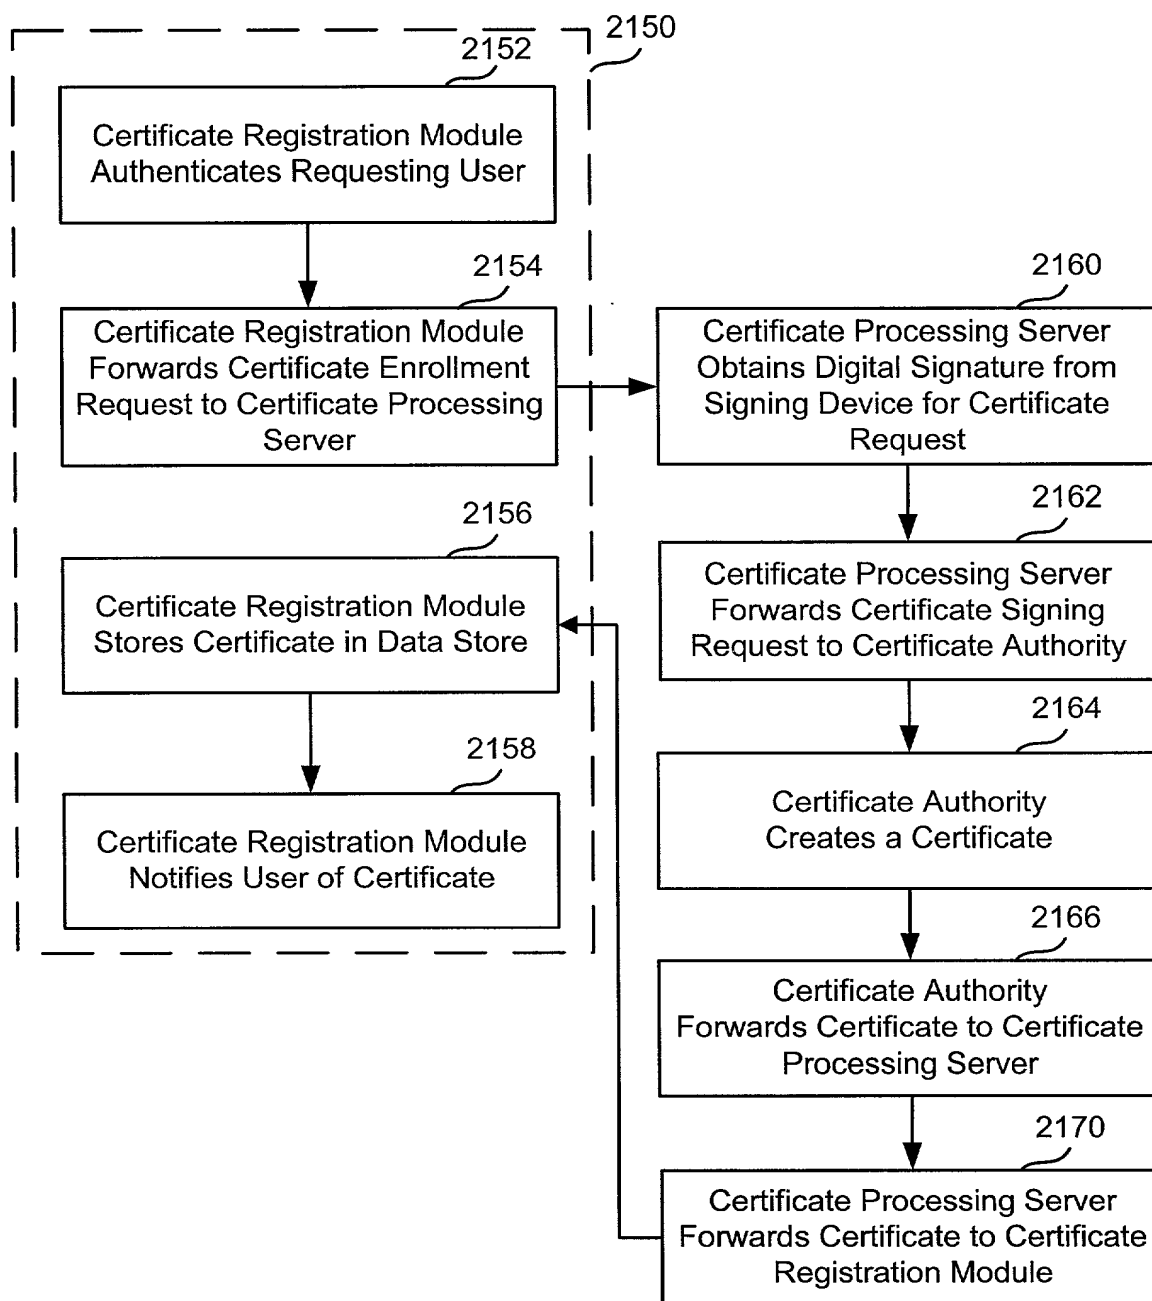 2150
2152
Certificate Registration Module
Authenticates Requesting User
2154
Certificate Registration Module
Forwards Certificate Enrollment
Request to Certificate Processing
Server
2156
Certificate Registration Module
Stores Certificate in Data Store
2158
Certificate Registration Module
Notifies User of Certificate
2160
Certificate Processing Server
Obtains Digital Signature from
Signing Device for Certificate
Request
2162
Certificate Processing Server
Forwards Certificate Signing
Request to Certificate Authority
2164
Certificate Authority
Creates a Certificate
2166
Certificate Authority
Forwards Certificate to Certificate
Processing Server
2170
Certificate Processing Server
Forwards Certificate to Certificate
Registration Module